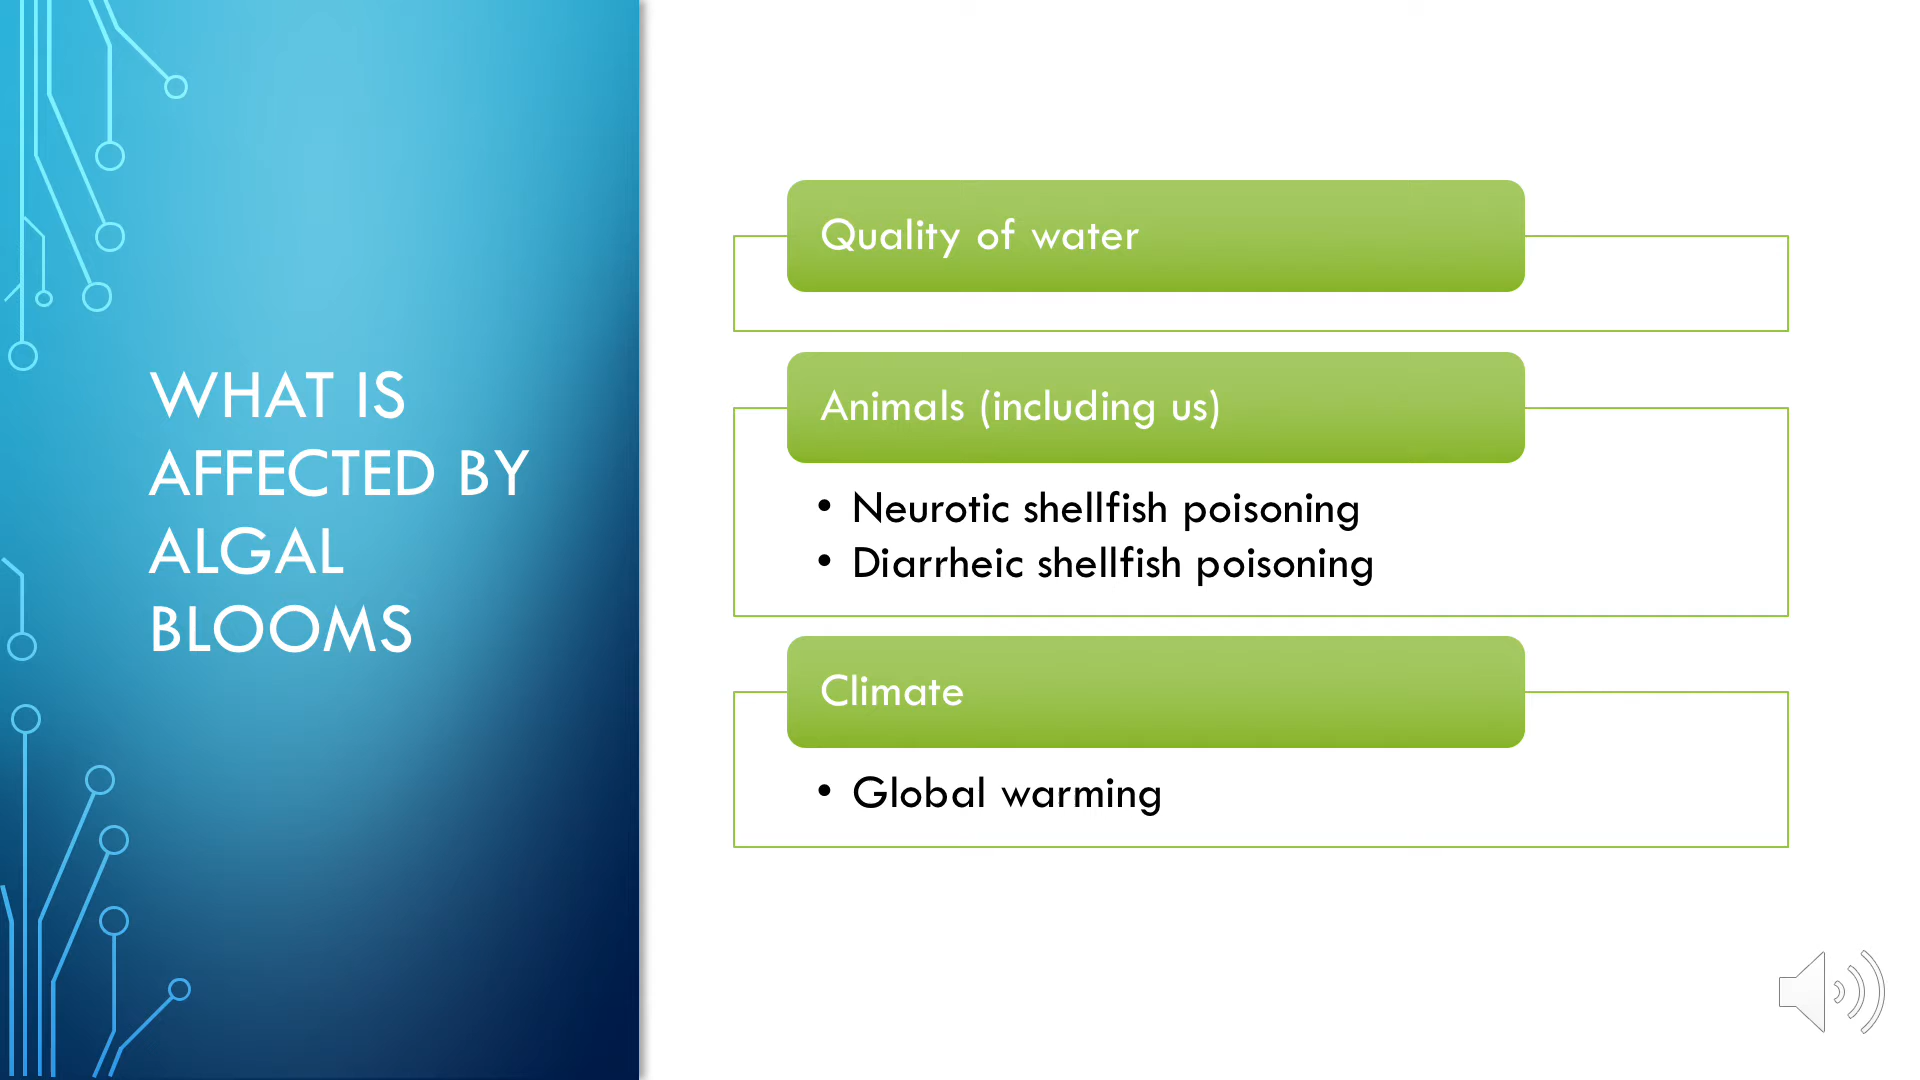 WHAT IS
AFFECTED BY
ALGAL
BLOOMS
Quality of water
Animals (including us)
• Neurotic shellfish poisoning
• Diarrheic shellfish poisoning
Climate
• Global warming